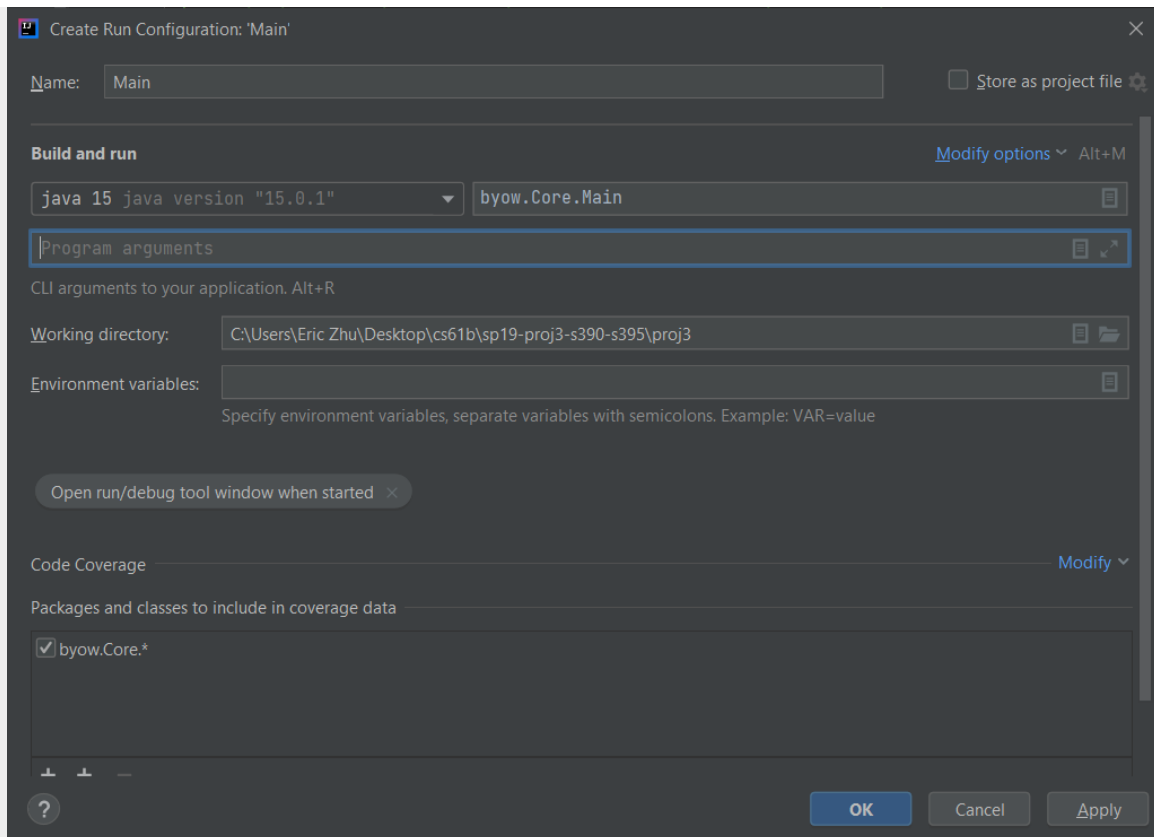 Create Run Configuration: 'Main'
Name: Main Store as project file
Build and run Modify options Alt+M
java 15 java version "15.0.1" byow.Core.Main
Program arguments
CLI arguments to your application. Alt+R
Working directory: C:\Users\Eric Zhu\Desktop\cs61b\sp19-proj3-s390-s395\proj3
Environment variables:
Specify environment variables, separate variables with semicolons. Example: VAR=value
Open run/debug tool window when started ×
Code Coverage Modify
Packages and classes to include in coverage data
byow.Core.*
? OK Cancel Apply